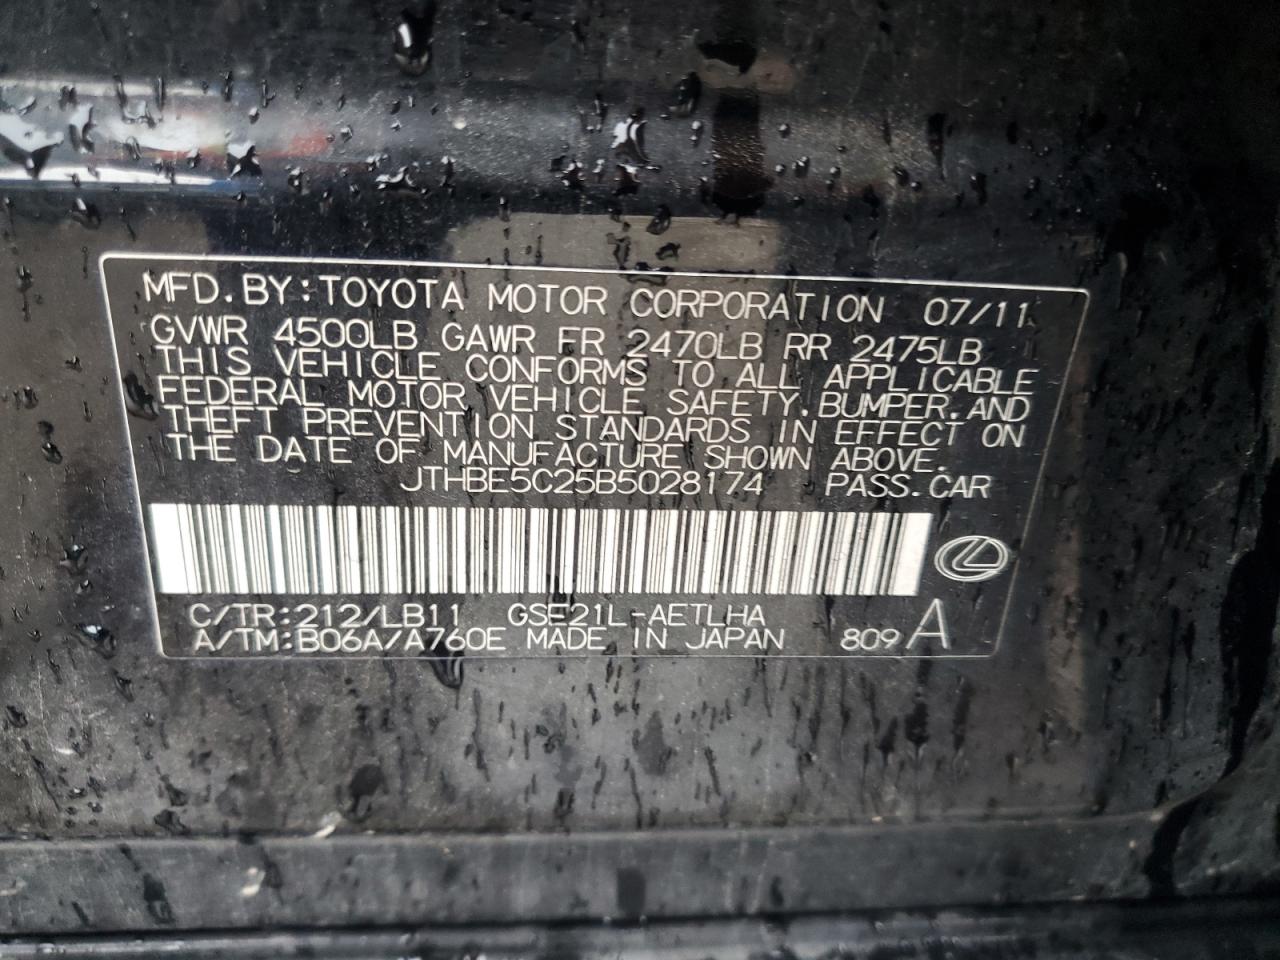 MFD.BY:TOYOTA MOTOR CORPORATION 07/11
GVWR 4500LB GAWR FR 2470LB RR 2475LB
THIS VEHICLE CONFORMS TO ALL APPLICABLE
FEDERAL MOTOR VEHICLE SAFETY,BUMPER,AND
THEFT PREVENTION STANDARDS IN EFFECT ON
THE DATE OF MANUFACTURE SHOWN ABOVE.
JTHBE5C25B5028174 PASS.CAR
C/TR:212/LB11 GSE21L-AETLHA
A/TM:B06A/A760E MADE IN JAPAN 809 A